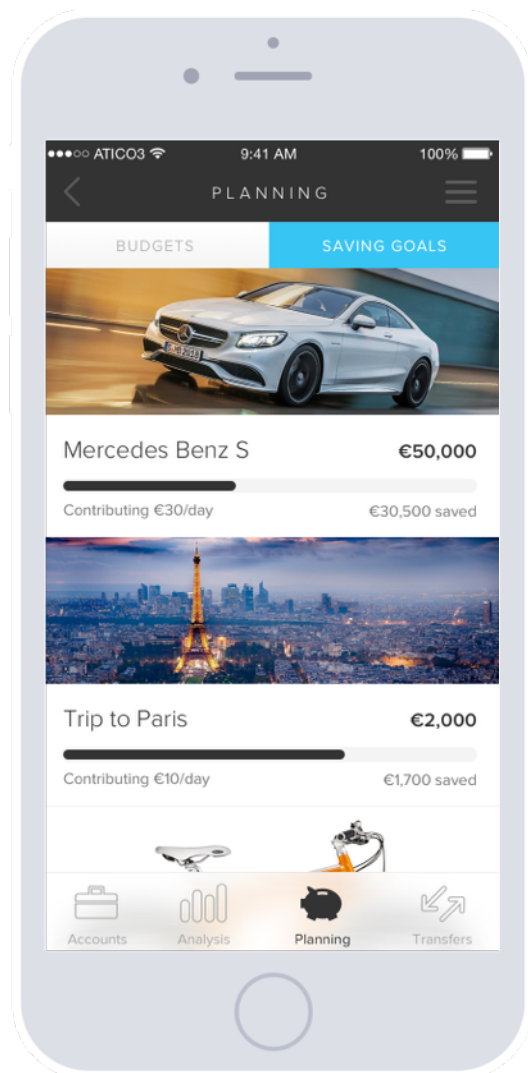 ATICO3 9:41 AM 100%
PLANNING
BUDGETS SAVING GOALS
Mercedes Benz S €50,000
Contributing €30/day €30,500 saved
Trip to Paris €2,000
Contributing €10/day €1,700 saved
Accounts Analysis Planning Transfers